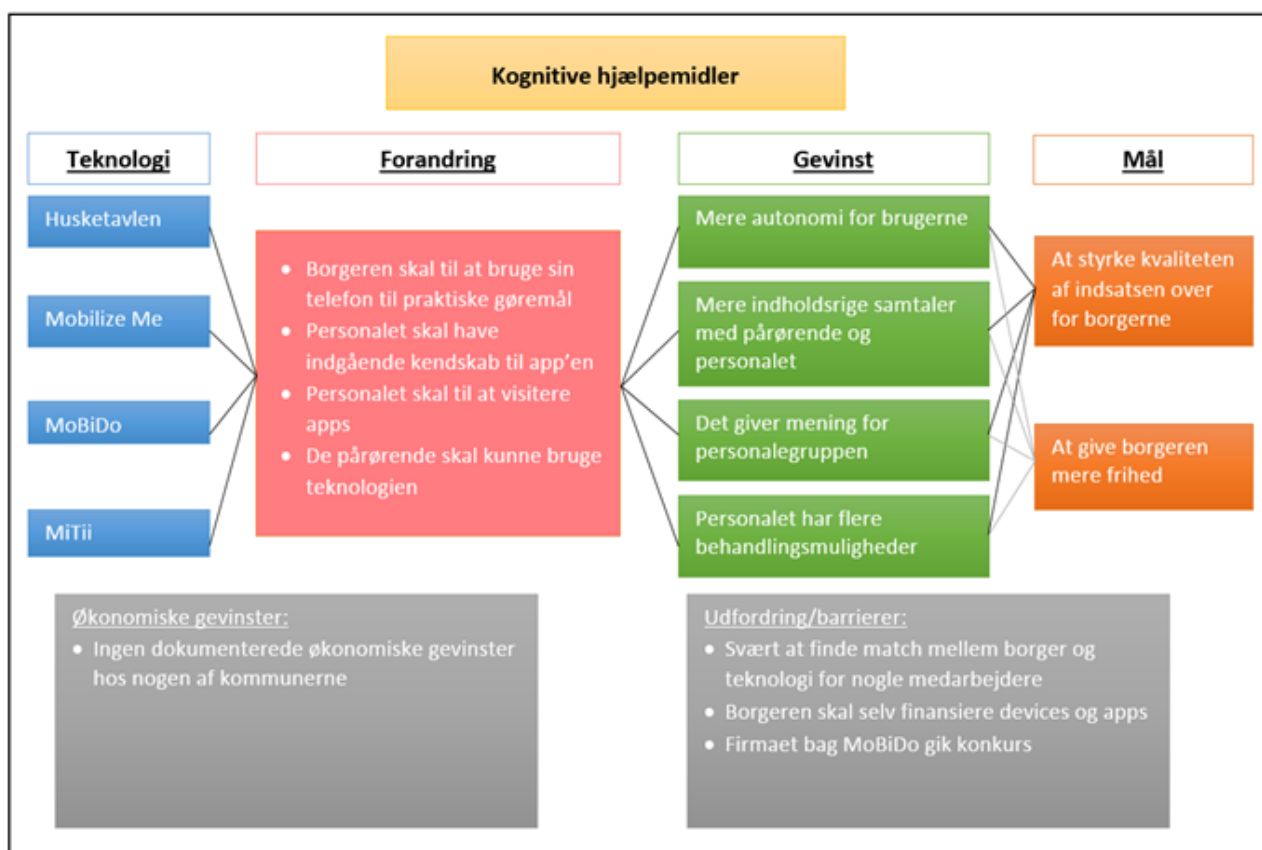 Kognitive hjælpemidler
Teknologi
Forandring
Gevinst
Mål
Husketavlen
Mobilize Me
MoBiDo
MiTii
• Borgeren skal til at bruge sin
telefon til praktiske gøremål
• Personalet skal have
indgående kendskab til app'en
• Personalet skal til at visitere
apps
• De pårørende skal kunne bruge
teknologien
Mere autonomi for brugerne
Mere indholdsrige samtaler
med pårørende og
personalet
Det giver mening for
personalegruppen
Personalet har flere
behandlingsmuligheder
At styrke kvaliteten
af indsatsen over
for borgerne
At give borgeren
mere frihed
Økonomiske gevinster:
• Ingen dokumenterede økonomiske gevinster
hos nogen af kommunerne
Udfordring/barrierer:
• Svært at finde match mellem borger og
teknologi for nogle medarbejdere
• Borgeren skal selv finansiere devices og apps
• Firmaet bag MoBiDo gik konkurs